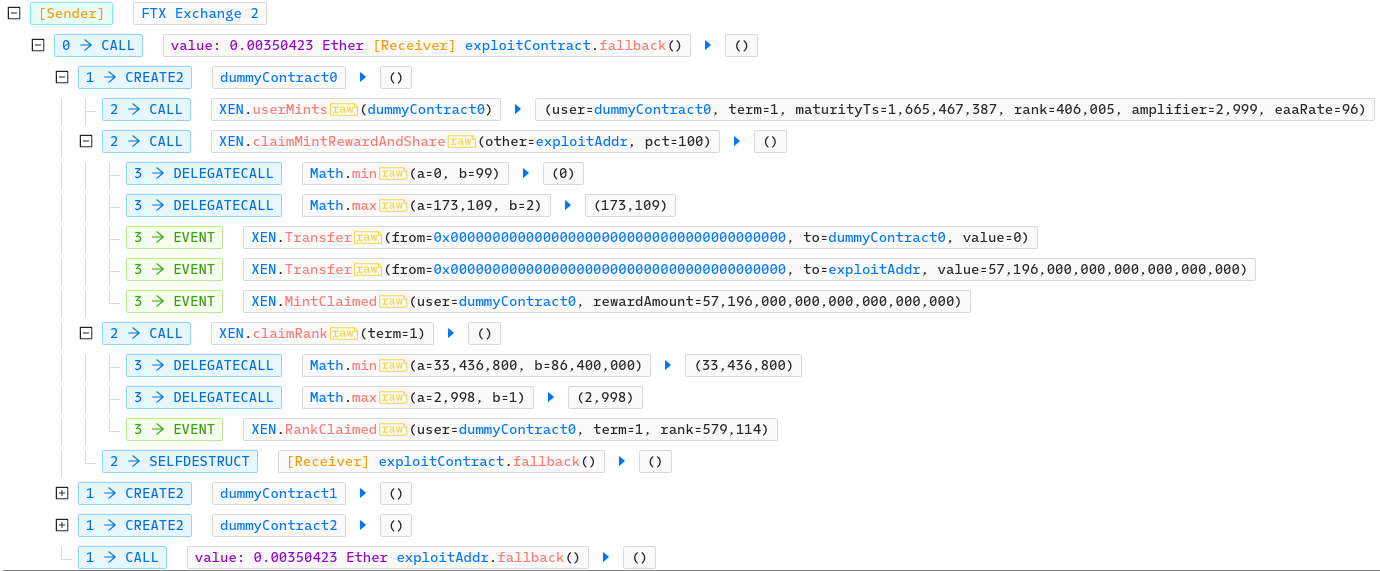 [Sender] FTX Exchange 2
0 → CALL value: 0.00350423 Ether [Receiver] exploitContract.fallback() ▶ ()
1 → CREATE2 dummyContract0 ▶ ()
2 → CALL XEN.userMints raw (dummyContract0) ▶ (user=dummyContract0, term=1, maturityTs=1,665,467,387, rank=406,005, amplifier=2,999, eaaRate=96)
2 → CALL XEN.claimMintRewardAndShare raw (other=exploitAddr, pct=100) ▶ ()
3 → DELEGATECALL Math.min raw (a=0, b=99) ▶ (0)
3 → DELEGATECALL Math.max raw (a=173,109, b=2) ▶ (173,109)
3 → EVENT XEN.Transfer raw (from=0x0000000000000000000000000000000000000000, to=dummyContract0, value=0)
3 → EVENT XEN.Transfer raw (from=0x0000000000000000000000000000000000000000, to=exploitAddr, value=57,196,000,000,000,000,000,000)
3 → EVENT XEN.MintClaimed raw (user=dummyContract0, rewardAmount=57,196,000,000,000,000,000,000)
2 → CALL XEN.claimRank raw (term=1) ▶ ()
3 → DELEGATECALL Math.min raw (a=33,436,800, b=86,400,000) ▶ (33,436,800)
3 → DELEGATECALL Math.max raw (a=2,998, b=1) ▶ (2,998)
3 → EVENT XEN.RankClaimed raw (user=dummyContract0, term=1, rank=579,114)
2 → SELFDESTRUCT [Receiver] exploitContract.fallback() ▶ ()
1 → CREATE2 dummyContract1 ▶ ()
1 → CREATE2 dummyContract2 ▶ ()
1 → CALL value: 0.00350423 Ether exploitAddr.fallback() ▶ ()